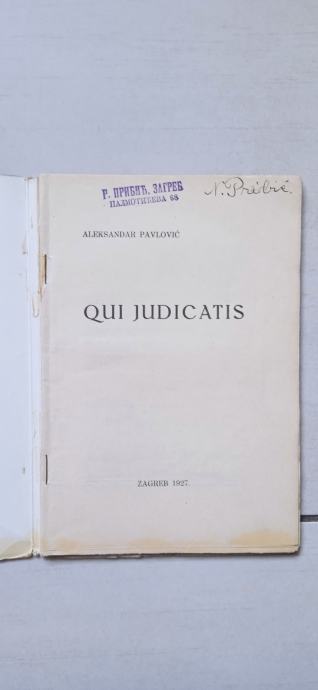 Г. ПРИБИЋ, ЗАГРЕБ
ПАЛМОТИЋЕВА 68
N. Pribić
ALEKSANDAR PAVLOVIĆ
QUI JUDICATIS
ZAGREB 1927.